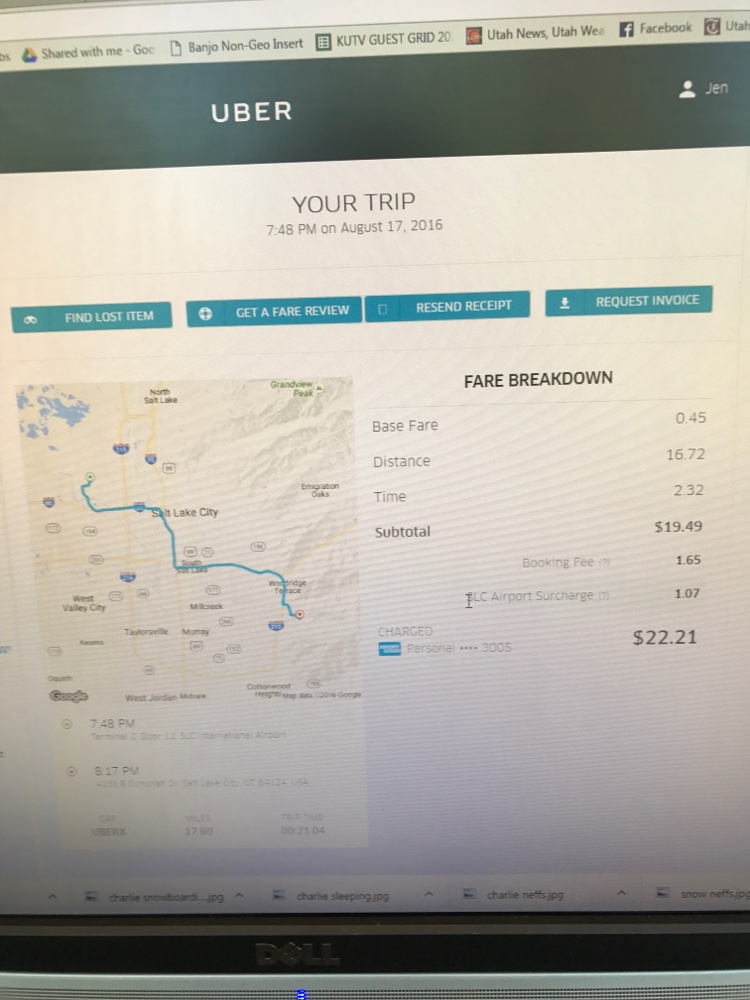 Shared with me - Goo Banjo Non-Geo Insert KUTV GUEST GRID 20 Utah News, Utah Wea Facebook Utah
UBER
Jen
YOUR TRIP
7:48 PM on August 17, 2016
FIND LOST ITEM GET A FARE REVIEW RESEND RECEIPT REQUEST INVOICE
FARE BREAKDOWN
Base Fare 0.45
Distance 16.72
Time 2.32
Subtotal $19.49
Booking Fee (?) 1.65
SLC Airport Surcharge (?) 1.07
CHARGED
Personal •••• 3005 $22.21
North
Salt Lake
Grandview
Peak
Emigration
Oaks
Salt Lake City
South
Salt Lake
West
Valley City
Millcreek
Taylorsville Murray
Kearns
West Jordan Midvale
Cottonwood
Heights Map data ©2016 Google
Google
7:48 PM
Terminal 2, Door 12, SLC International Airport
8:17 PM
Salt Lake City, UT 84124, USA
CAR MILES TRIP TIME
UBERX 17.60 00:21:04
charlie snowboardi....jpg charlie sleeping.jpg charlie neffs.jpg snow neffs.jpg
DELL